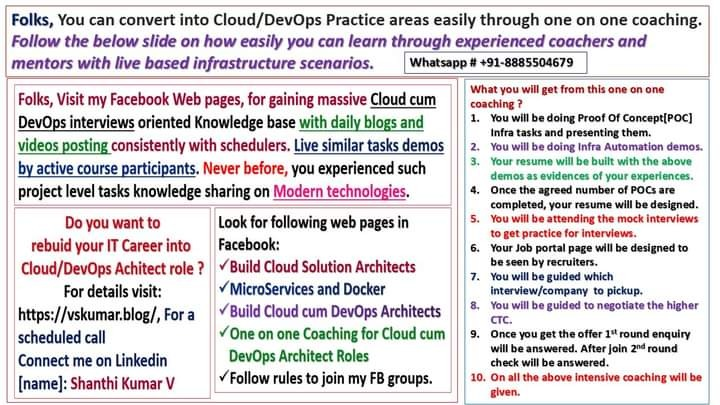 Folks, You can convert into Cloud/DevOps Practice areas easily through one on one coaching.
Follow the below slide on how easily you can learn through experienced coachers and
mentors with live based infrastructure scenarios.
Whatsapp # +91-8885504679
Folks, Visit my Facebook Web pages, for gaining massive Cloud cum
DevOps interviews oriented Knowledge base with daily blogs and
videos posting consistently with schedulers. Live similar tasks demos
by active course participants. Never before, you experienced such
project level tasks knowledge sharing on Modern technologies.
Do you want to
rebuid your IT Career into
Cloud/DevOps Achitect role ?
For details visit:
https://vskumar.blog/, For a
scheduled call
Connect me on Linkedin
[name]: Shanthi Kumar V
Look for following web pages in
Facebook:
✓Build Cloud Solution Architects
✓MicroServices and Docker
✓Build Cloud cum DevOps Architects
✓One on one Coaching for Cloud cum
DevOps Architect Roles
✓Follow rules to join my FB groups.
What you will get from this one on one
coaching ?
1. You will be doing Proof Of Concept[POC]
Infra tasks and presenting them.
2. You will be doing Infra Automation demos.
3. Your resume will be built with the above
demos as evidences of your experiences.
4. Once the agreed number of POCs are
completed, your resume will be designed.
5. You will be attending the mock interviews
to get practice for interviews.
6. Your Job portal page will be designed to
be seen by recruiters.
7. You will be guided which
interview/company to pickup.
8. You will be guided to negotiate the higher
CTC.
9. Once you get the offer 1st round enquiry
will be answered. After join 2nd round
check will be answered.
10. On all the above intensive coaching will be
given.